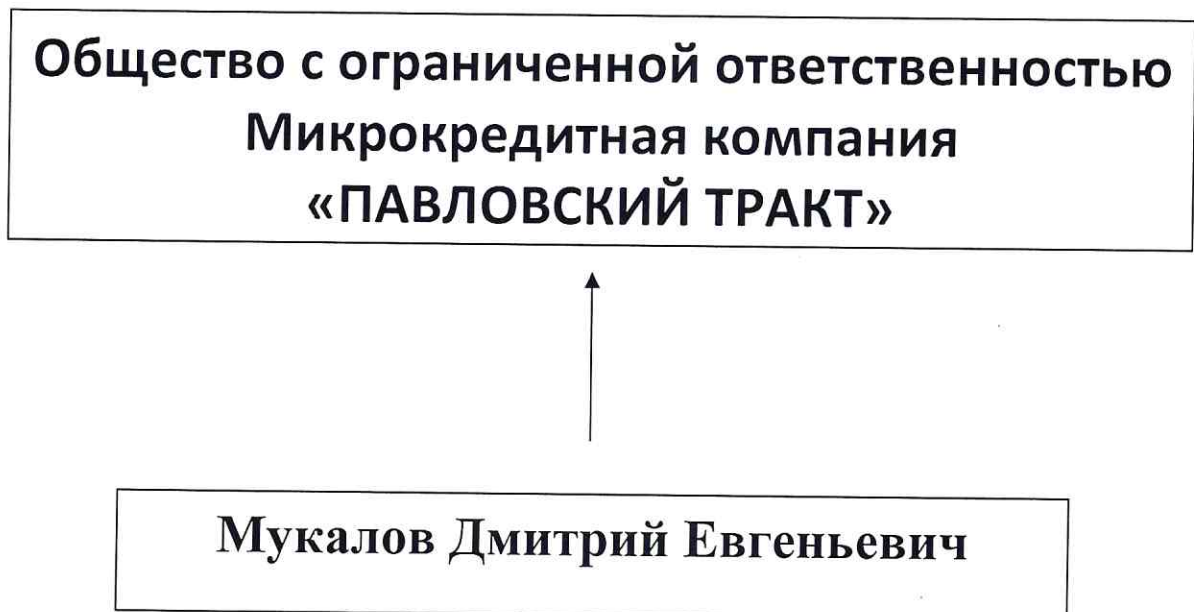 Общество с ограниченной ответственностью
Микрокредитная компания
«ПАВЛОВСКИЙ ТРАКТ»
Мукалов Дмитрий Евгеньевич